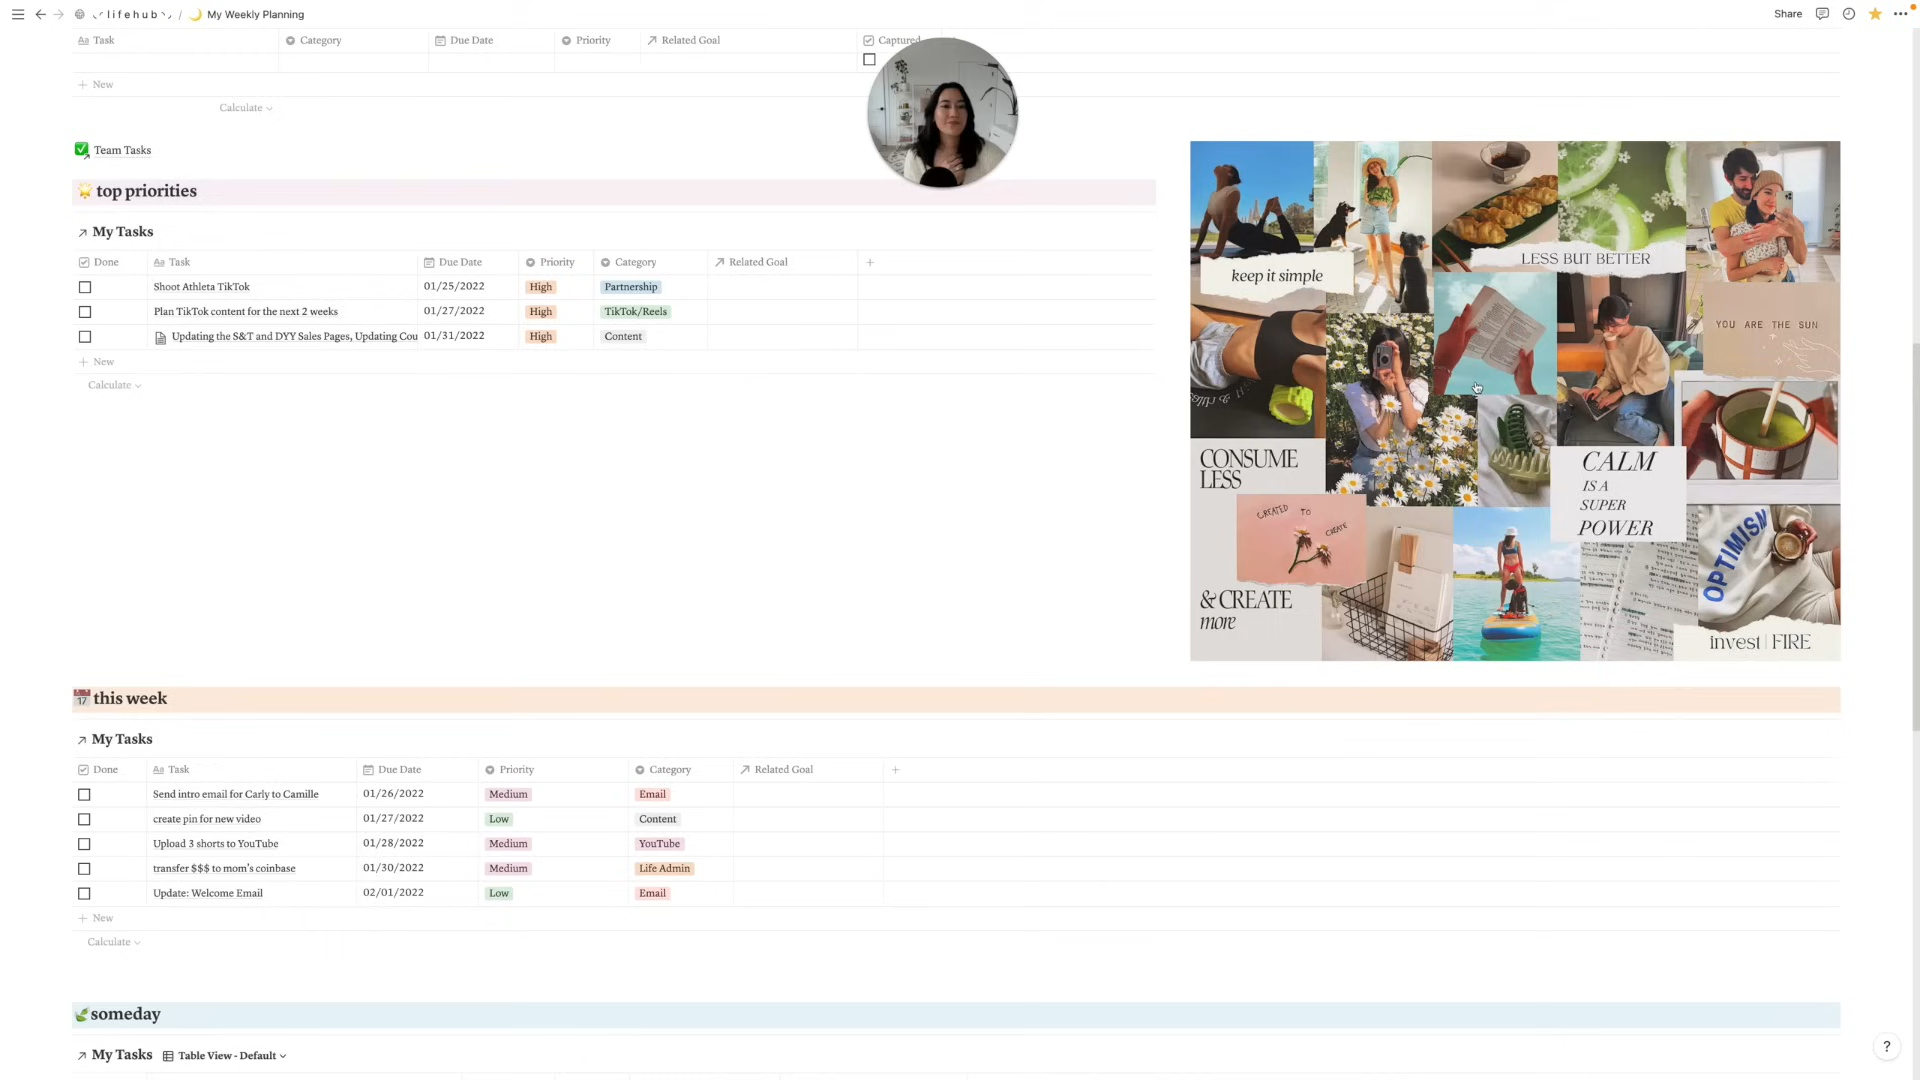 lifehub / My Weekly Planning
Share
Task Category Due Date Priority Related Goal Captured
New
Calculate
Team Tasks
top priorities
My Tasks
Done Task Due Date Priority Category Related Goal
Shoot Athleta TikTok 01/25/2022 High Partnership
Plan TikTok content for the next 2 weeks 01/27/2022 High TikTok/Reels
Updating the S&T and DYY Sales Pages, Updating Cou 01/31/2022 High Content
New
Calculate
keep it simple
LESS BUT BETTER
YOU ARE THE SUN
CONSUME
LESS
CREATED TO
CREATE
& CREATE
more
CALM
IS A
SUPER
POWER
OPTIMISM
invest | FIRE
17
this week
My Tasks
Done Task Due Date Priority Category Related Goal
Send intro email for Carly to Camille 01/26/2022 Medium Email
create pin for new video 01/27/2022 Low Content
Upload 3 shorts to YouTube 01/28/2022 Medium YouTube
transfer $$$ to mom's coinbase 01/30/2022 Medium Life Admin
Update: Welcome Email 02/01/2022 Low Email
New
Calculate
someday
My Tasks Table View - Default
?